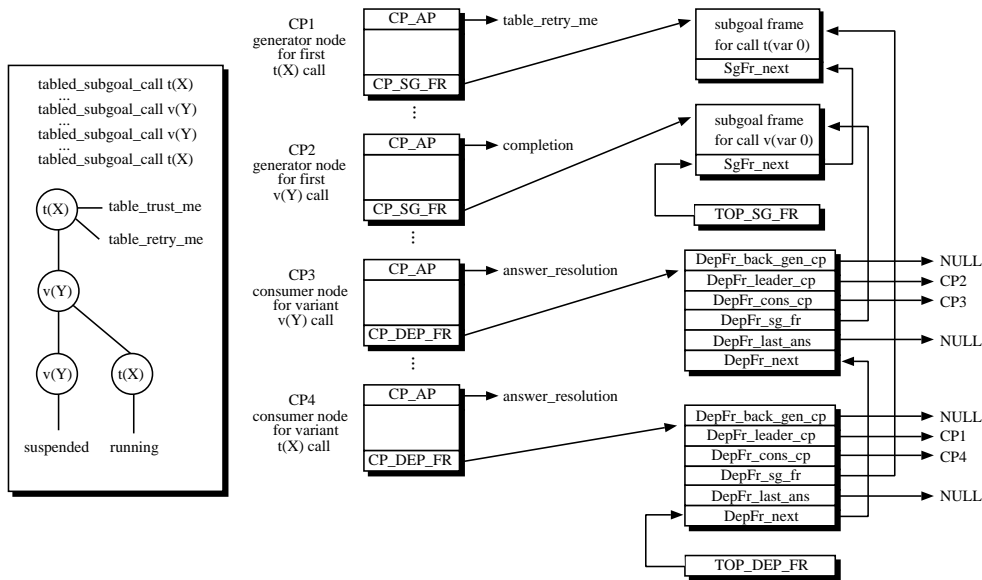 tabled_subgoal_call t(X)
...
tabled_subgoal_call v(Y)
...
tabled_subgoal_call v(Y)
...
tabled_subgoal_call t(X)
t(X)
table_trust_me
table_retry_me
v(Y)
v(Y)
t(X)
suspended
running
CP1
generator node
for first
t(X) call
CP_AP
CP_SG_FR
table_retry_me
subgoal frame
for call t(var 0)
SgFr_next
...
CP2
generator node
for first
v(Y) call
CP_AP
CP_SG_FR
completion
subgoal frame
for call v(var 0)
SgFr_next
TOP_SG_FR
...
CP3
consumer node
for variant
v(Y) call
CP_AP
CP_DEP_FR
answer_resolution
DepFr_back_gen_cp
DepFr_leader_cp
DepFr_cons_cp
DepFr_sg_fr
DepFr_last_ans
DepFr_next
NULL
CP2
CP3
NULL
...
CP4
consumer node
for variant
t(X) call
CP_AP
CP_DEP_FR
answer_resolution
DepFr_back_gen_cp
DepFr_leader_cp
DepFr_cons_cp
DepFr_sg_fr
DepFr_last_ans
DepFr_next
NULL
CP1
CP4
NULL
TOP_DEP_FR